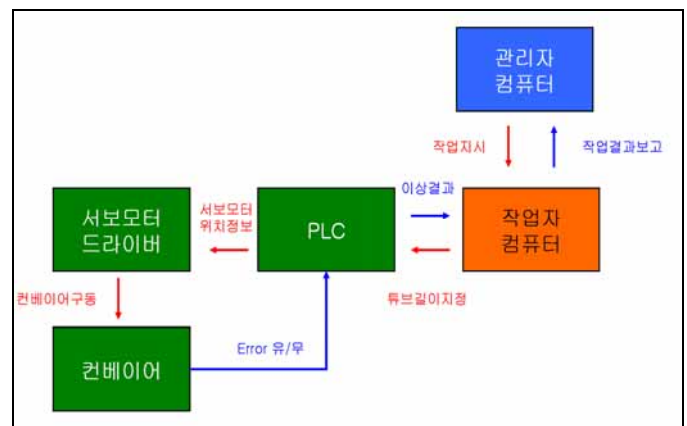 관리자
컴퓨터
작업지시
작업결과보고
이상결과
서보모터
드라이버
서보모터
위치정보
PLC
작업자
컴퓨터
컨베이어구동
튜브길이지정
Error 유/무
컨베이어